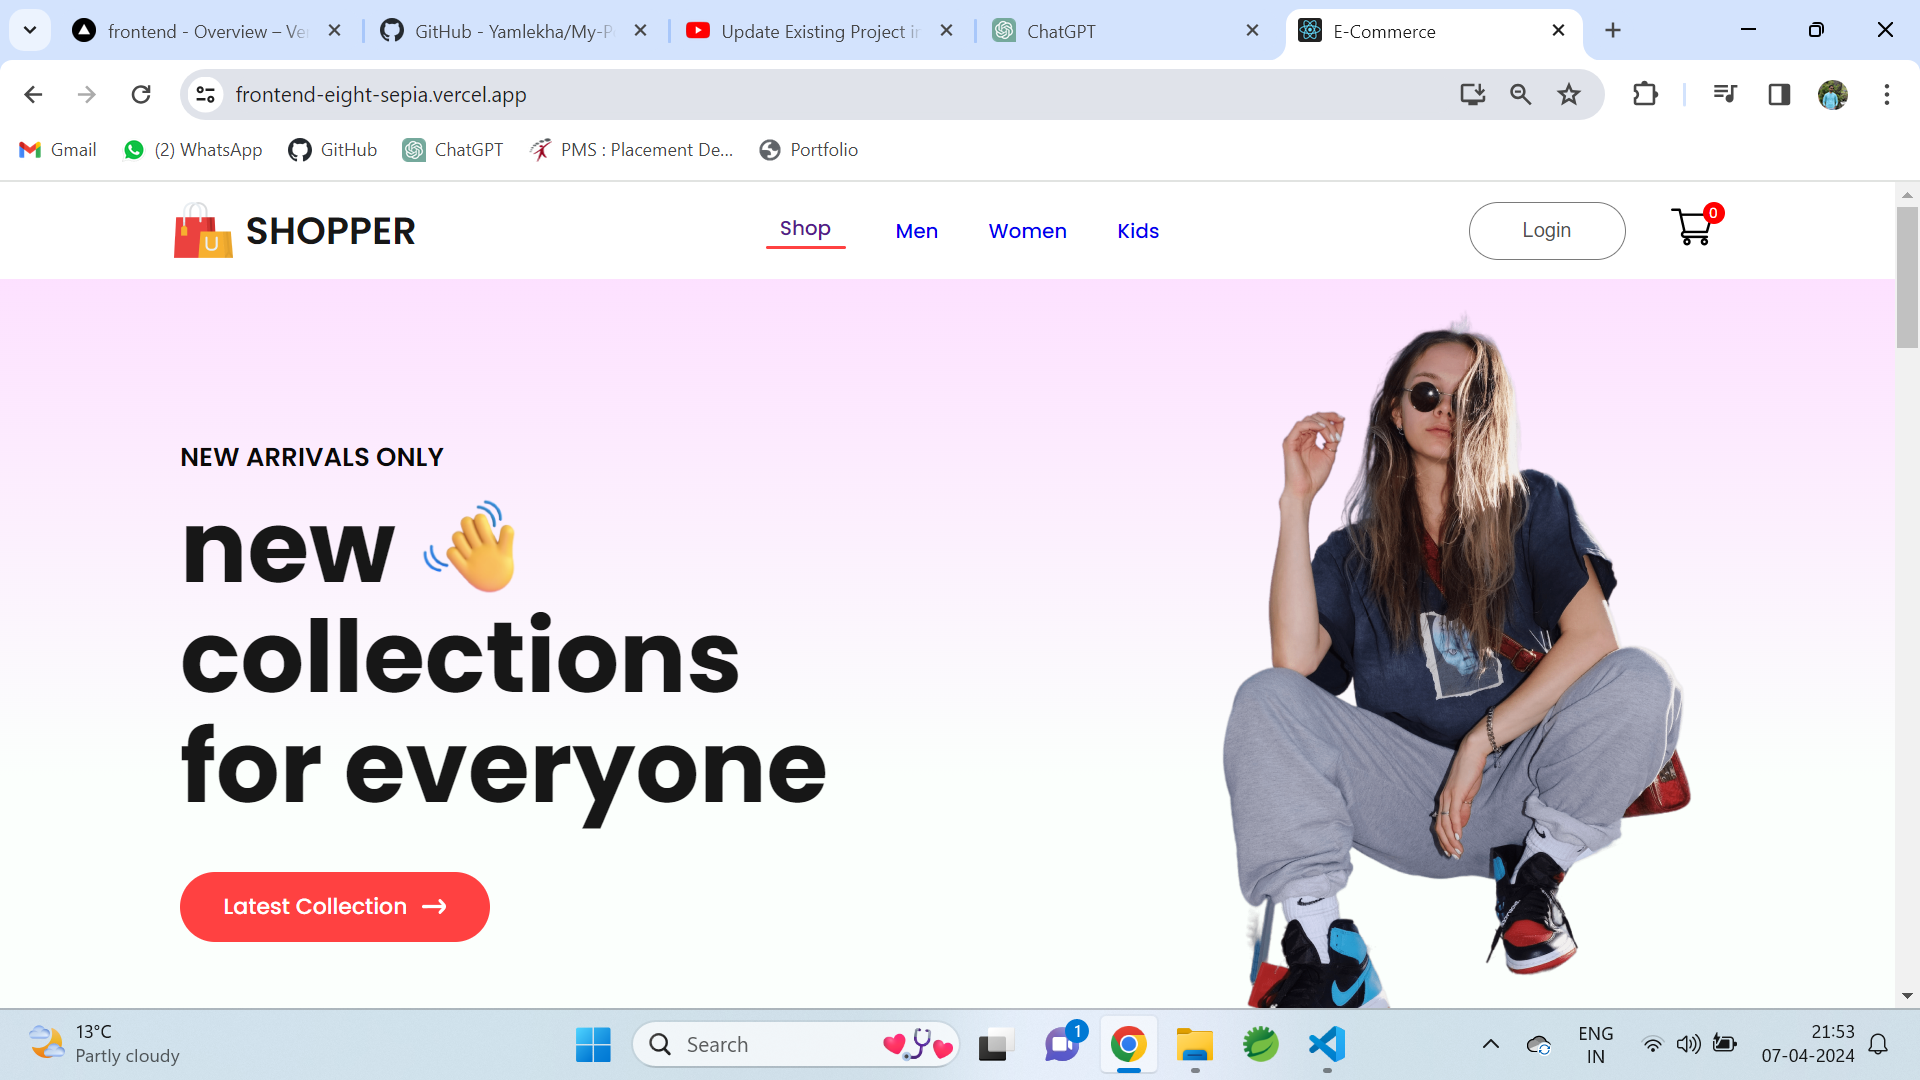 frontend - Overview – Ve
GitHub - Yamlekha/My-P
Update Existing Project in
ChatGPT
E-Commerce
frontend-eight-sepia.vercel.app
Gmail
(2) WhatsApp
GitHub
ChatGPT
PMS : Placement De...
Portfolio
U
SHOPPER
Shop
Men
Women
Kids
Login
0
NEW ARRIVALS ONLY
new
collections
for everyone
Latest Collection
13°C
Partly cloudy
Search
1
ENG
IN
21:53
07-04-2024